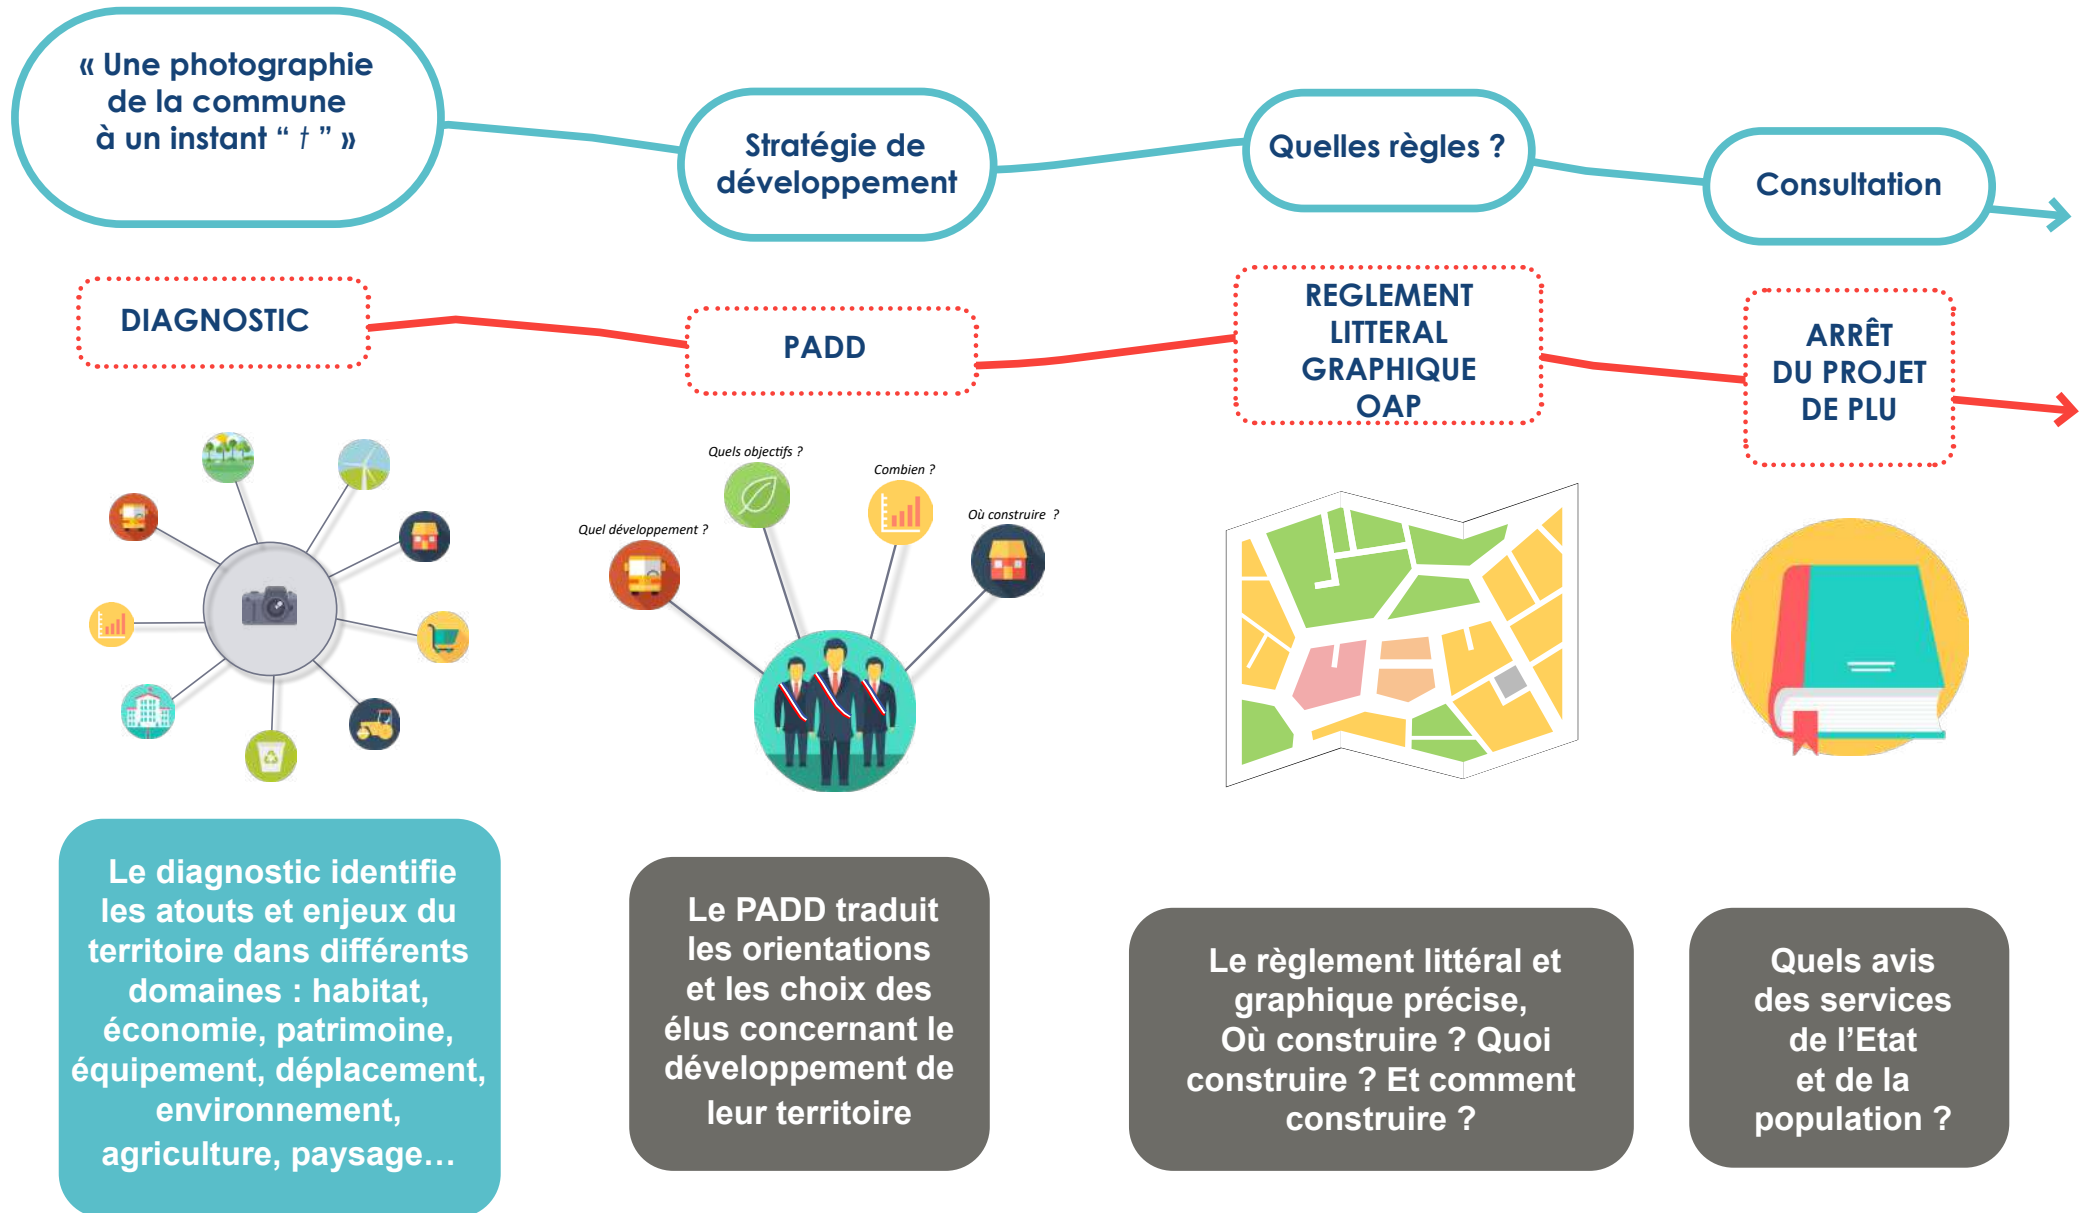 « Une photographie
de la commune
à un instant “ t ” »
Stratégie de
développement
Quelles règles ?
Consultation
DIAGNOSTIC
PADD
REGLEMENT
LITTERAL
GRAPHIQUE
OAP
ARRÊT
DU PROJET
DE PLU
Quel développement ?
Quels objectifs ?
Combien ?
Où construire ?
Le diagnostic identifie
les atouts et enjeux du
territoire dans différents
domaines : habitat,
économie, patrimoine,
équipement, déplacement,
environnement,
agriculture, paysage…
Le PADD traduit
les orientations
et les choix des
élus concernant le
développement de
leur territoire
Le règlement littéral et
graphique précise,
Où construire ? Quoi
construire ? Et comment
construire ?
Quels avis
des services
de l’Etat
et de la
population ?